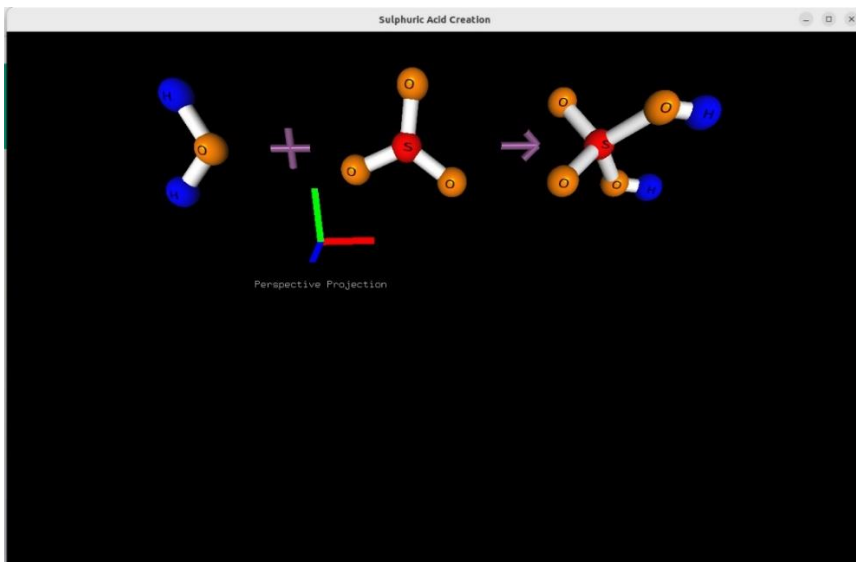 Sulphuric Acid Creation
H O H
O S O O
O S O O H O H
Perspective Projection